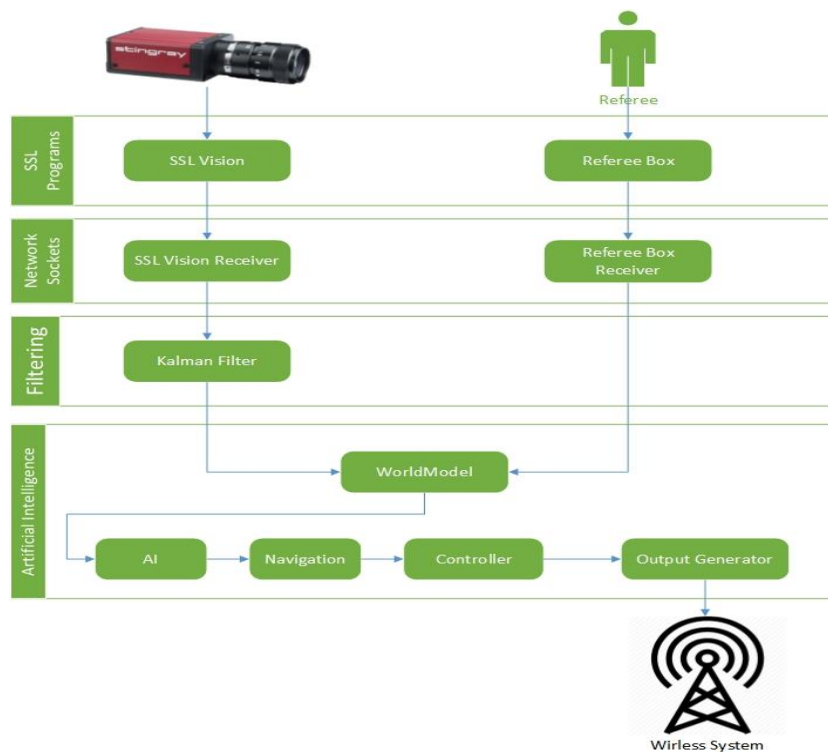 stingray
Referee
SSL
Programs
SSL Vision
Referee Box
Network
Sockets
SSL Vision Receiver
Referee Box
Receiver
Filtering
Kalman Filter
Artificial Intelligence
WorldModel
AI
Navigation
Controller
Output Generator
Wirless System